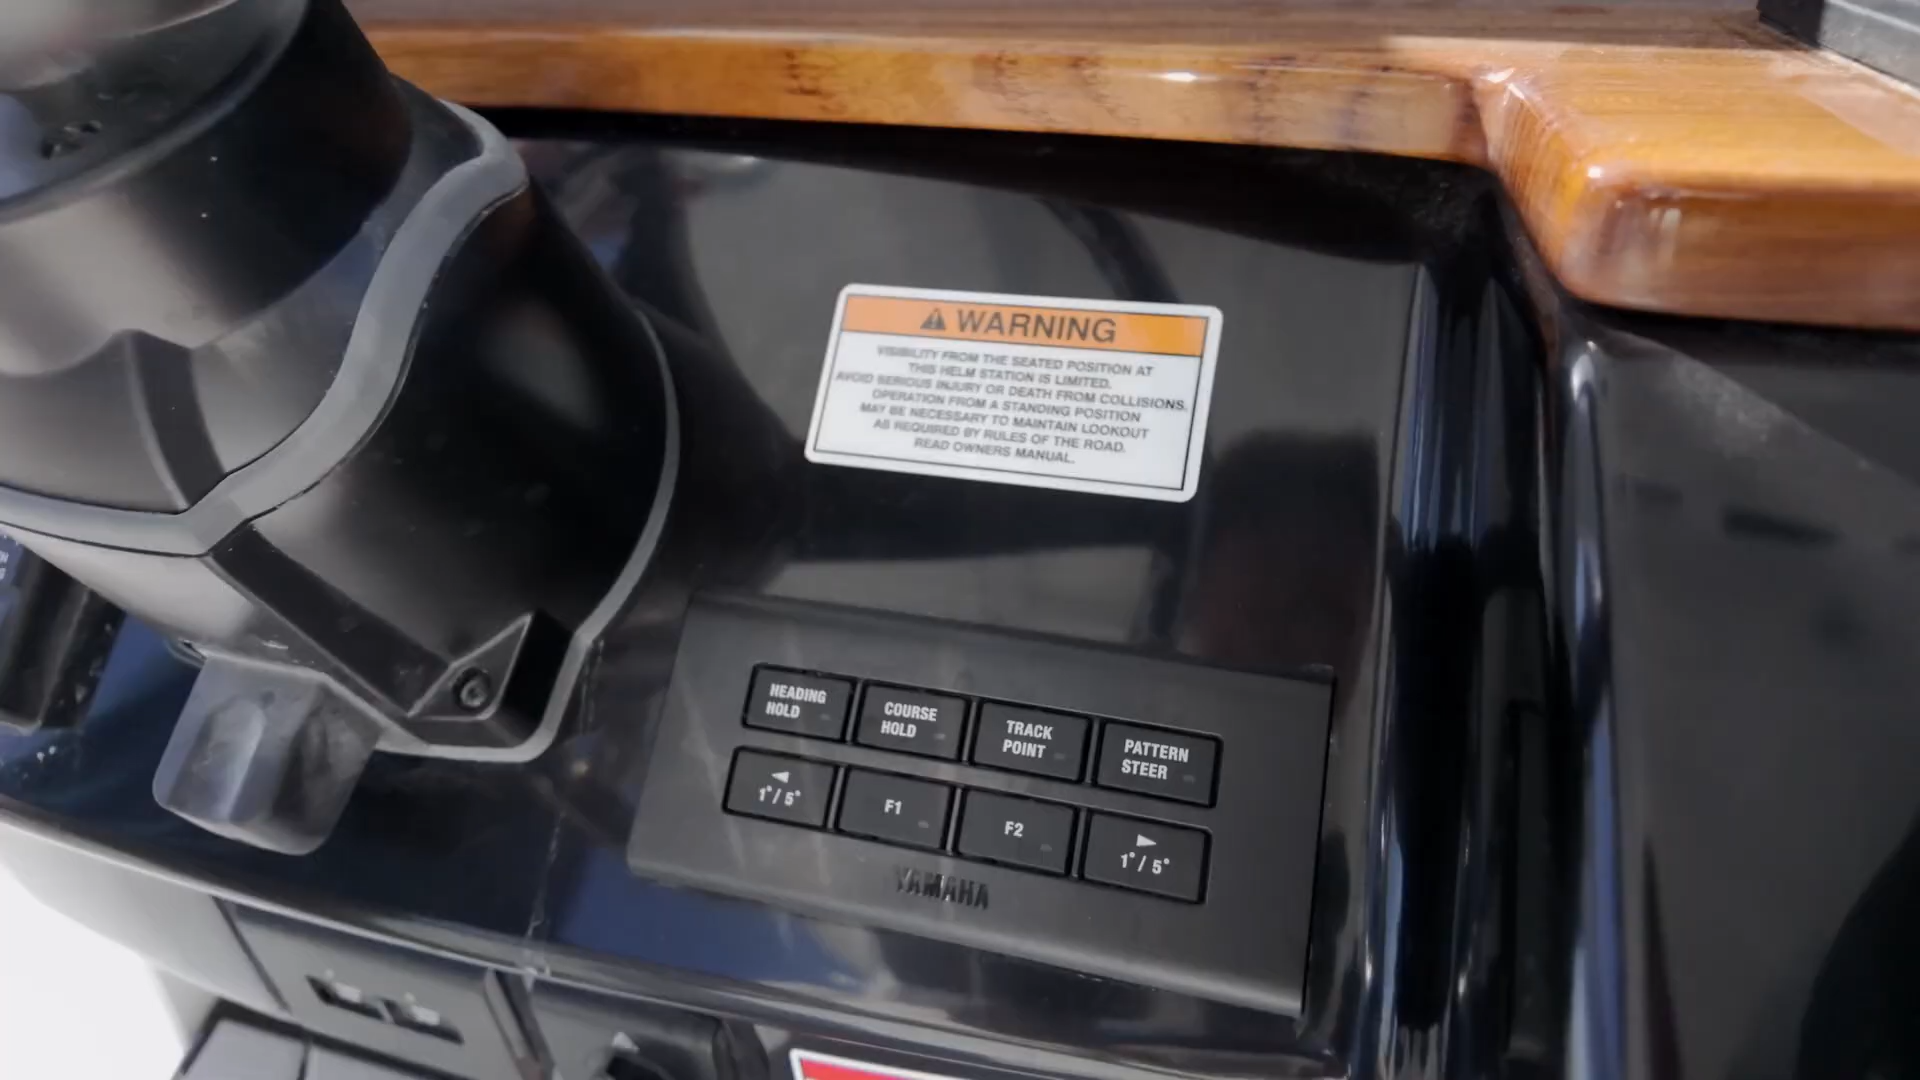 WARNING
VISIBILITY FROM THE SEATED POSITION AT
THIS HELM STATION IS LIMITED.
AVOID SERIOUS INJURY OR DEATH FROM COLLISIONS.
OPERATION FROM A STANDING POSITION
MAY BE NECESSARY TO MAINTAIN LOOKOUT
AS REQUIRED BY RULES OF THE ROAD.
READ OWNERS MANUAL.
HEADING
HOLD
COURSE
HOLD
TRACK
POINT
PATTERN
STEER
◀
1°/5°
F1
F2
▶
1°/5°
YAMAHA